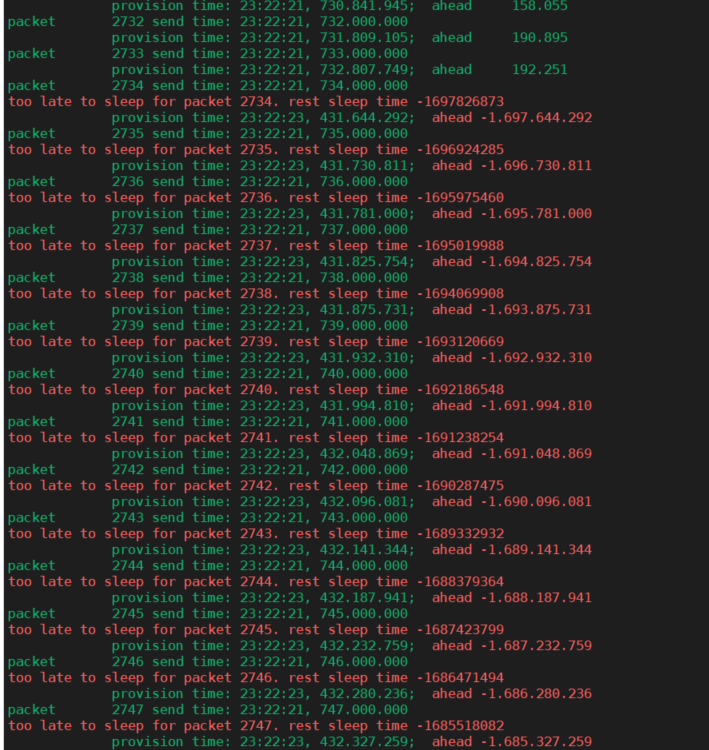 provision time: 23:22:21, 730.841.945;  ahead     158.055
packet       2732 send time: 23:22:21, 732.000.000
provision time: 23:22:21, 731.809.105;  ahead     190.895
packet       2733 send time: 23:22:21, 733.000.000
provision time: 23:22:21, 732.807.749;  ahead     192.251
packet       2734 send time: 23:22:21, 734.000.000
too late to sleep for packet 2734. rest sleep time -1697826873
provision time: 23:22:23, 431.644.292;  ahead -1.697.644.292
packet       2735 send time: 23:22:21, 735.000.000
too late to sleep for packet 2735. rest sleep time -1696924285
provision time: 23:22:23, 431.730.811;  ahead -1.696.730.811
packet       2736 send time: 23:22:21, 736.000.000
too late to sleep for packet 2736. rest sleep time -1695975460
provision time: 23:22:23, 431.781.000;  ahead -1.695.781.000
packet       2737 send time: 23:22:21, 737.000.000
too late to sleep for packet 2737. rest sleep time -1695019988
provision time: 23:22:23, 431.825.754;  ahead -1.694.825.754
packet       2738 send time: 23:22:21, 738.000.000
too late to sleep for packet 2738. rest sleep time -1694069908
provision time: 23:22:23, 431.875.731;  ahead -1.693.875.731
packet       2739 send time: 23:22:21, 739.000.000
too late to sleep for packet 2739. rest sleep time -1693120669
provision time: 23:22:23, 431.932.310;  ahead -1.692.932.310
packet       2740 send time: 23:22:21, 740.000.000
too late to sleep for packet 2740. rest sleep time -1692186548
provision time: 23:22:23, 431.994.810;  ahead -1.691.994.810
packet       2741 send time: 23:22:21, 741.000.000
too late to sleep for packet 2741. rest sleep time -1691238254
provision time: 23:22:23, 432.048.869;  ahead -1.691.048.869
packet       2742 send time: 23:22:21, 742.000.000
too late to sleep for packet 2742. rest sleep time -1690287475
provision time: 23:22:23, 432.096.081;  ahead -1.690.096.081
packet       2743 send time: 23:22:21, 743.000.000
too late to sleep for packet 2743. rest sleep time -1689332932
provision time: 23:22:23, 432.141.344;  ahead -1.689.141.344
packet       2744 send time: 23:22:21, 744.000.000
too late to sleep for packet 2744. rest sleep time -1688379364
provision time: 23:22:23, 432.187.941;  ahead -1.688.187.941
packet       2745 send time: 23:22:21, 745.000.000
too late to sleep for packet 2745. rest sleep time -1687423799
provision time: 23:22:23, 432.232.759;  ahead -1.687.232.759
packet       2746 send time: 23:22:21, 746.000.000
too late to sleep for packet 2746. rest sleep time -1686471494
provision time: 23:22:23, 432.280.236;  ahead -1.686.280.236
packet       2747 send time: 23:22:21, 747.000.000
too late to sleep for packet 2747. rest sleep time -1685518082
provision time: 23:22:23, 432.327.259;  ahead -1.685.327.259